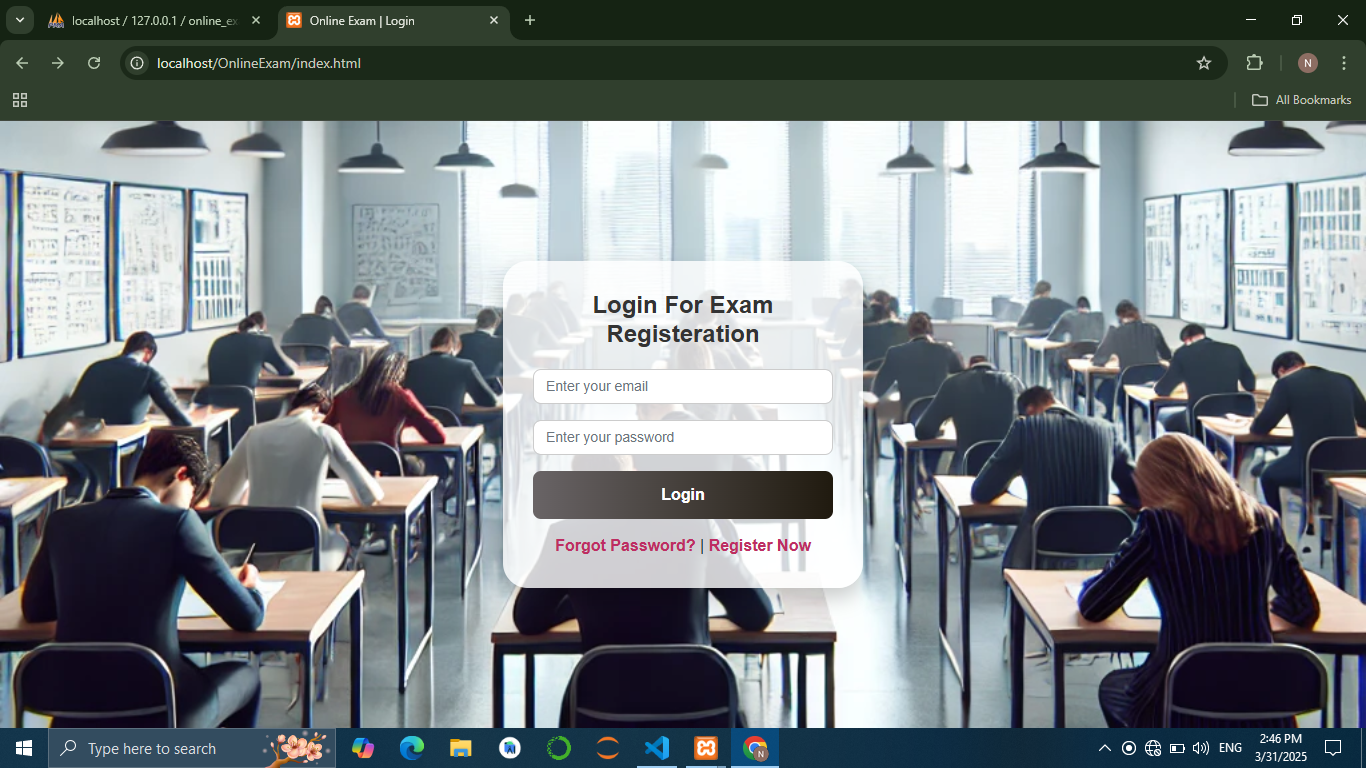 localhost / 127.0.0.1 / online_ex
Online Exam | Login
localhost/OnlineExam/index.html
N
All Bookmarks
Login For Exam
Registeration
Enter your email
Enter your password
Login
Forgot Password? | Register Now
Type here to search
N
ENG
2:46 PM
3/31/2025